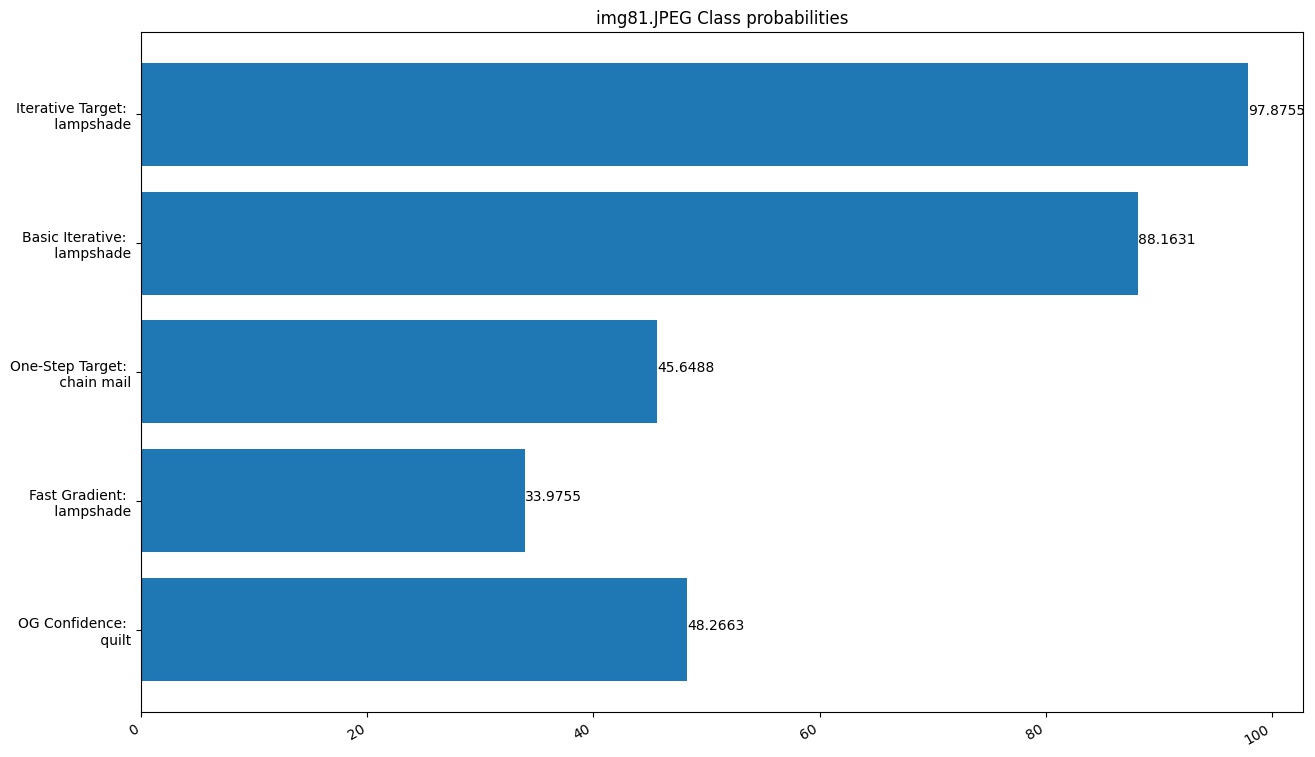 img81.JPEG Class probabilities
Iterative Target:
lampshade
97.8755
Basic Iterative:
lampshade
88.1631
One-Step Target:
chain mail
45.6488
Fast Gradient:
lampshade
33.9755
OG Confidence:
quilt
48.2663
0
20
40
60
80
100